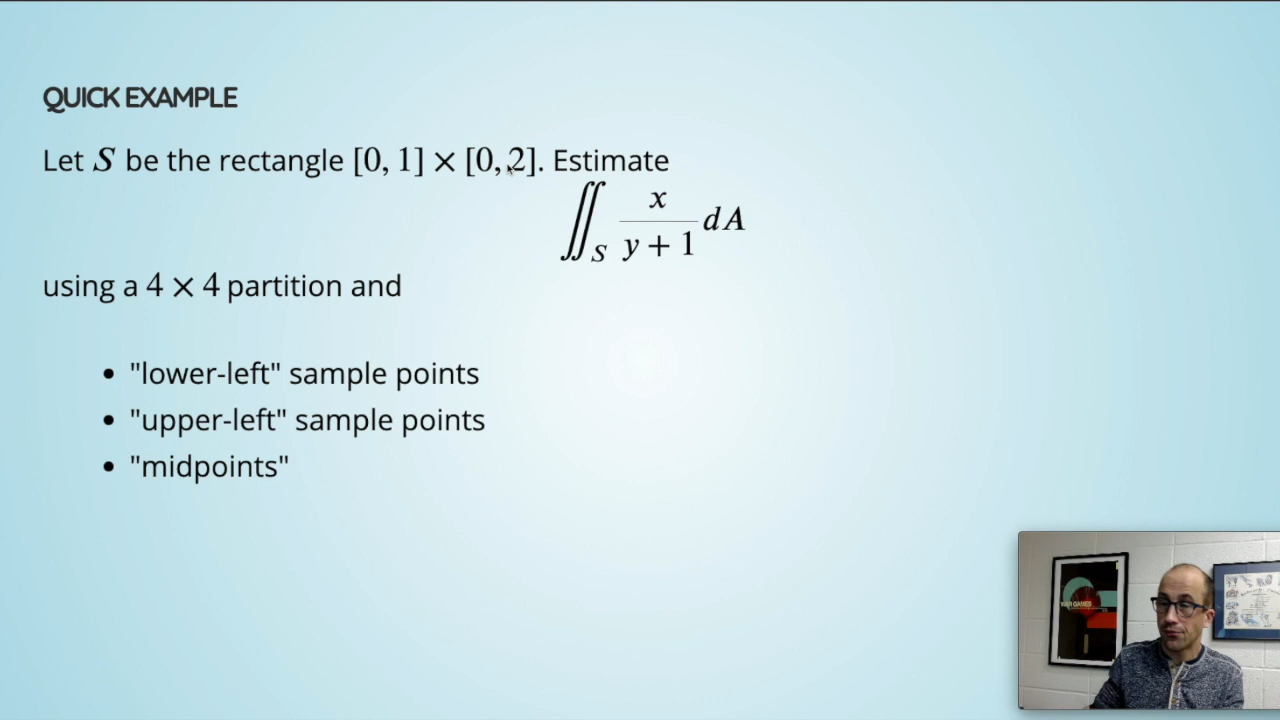 QUICK EXAMPLE
Let S be the rectangle [0, 1] × [0, 2]. Estimate
∬_S x/(y + 1) dA
using a 4 × 4 partition and
• "lower-left" sample points
• "upper-left" sample points
• "midpoints"